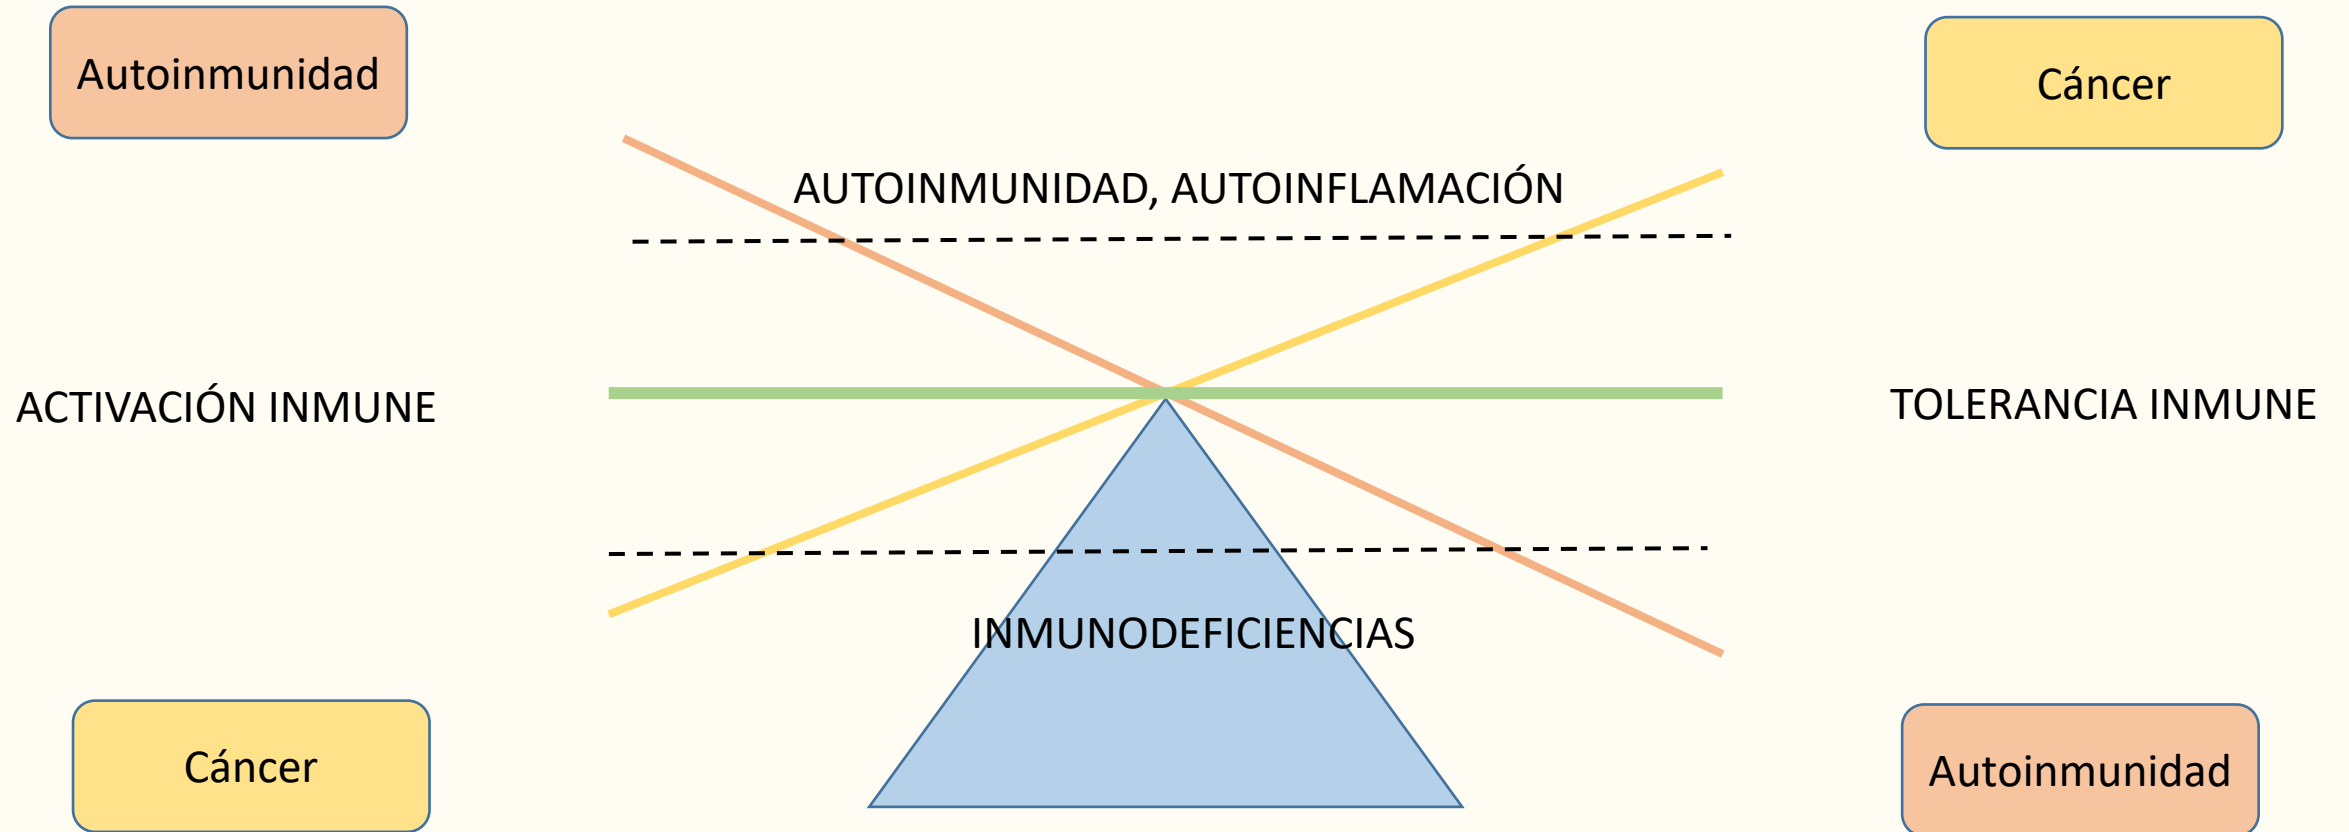 Autoinmunidad
Cáncer
AUTOINMUNIDAD, AUTOINFLAMACIÓN
ACTIVACIÓN INMUNE
TOLERANCIA INMUNE
INMUNODEFICIENCIAS
Cáncer
Autoinmunidad